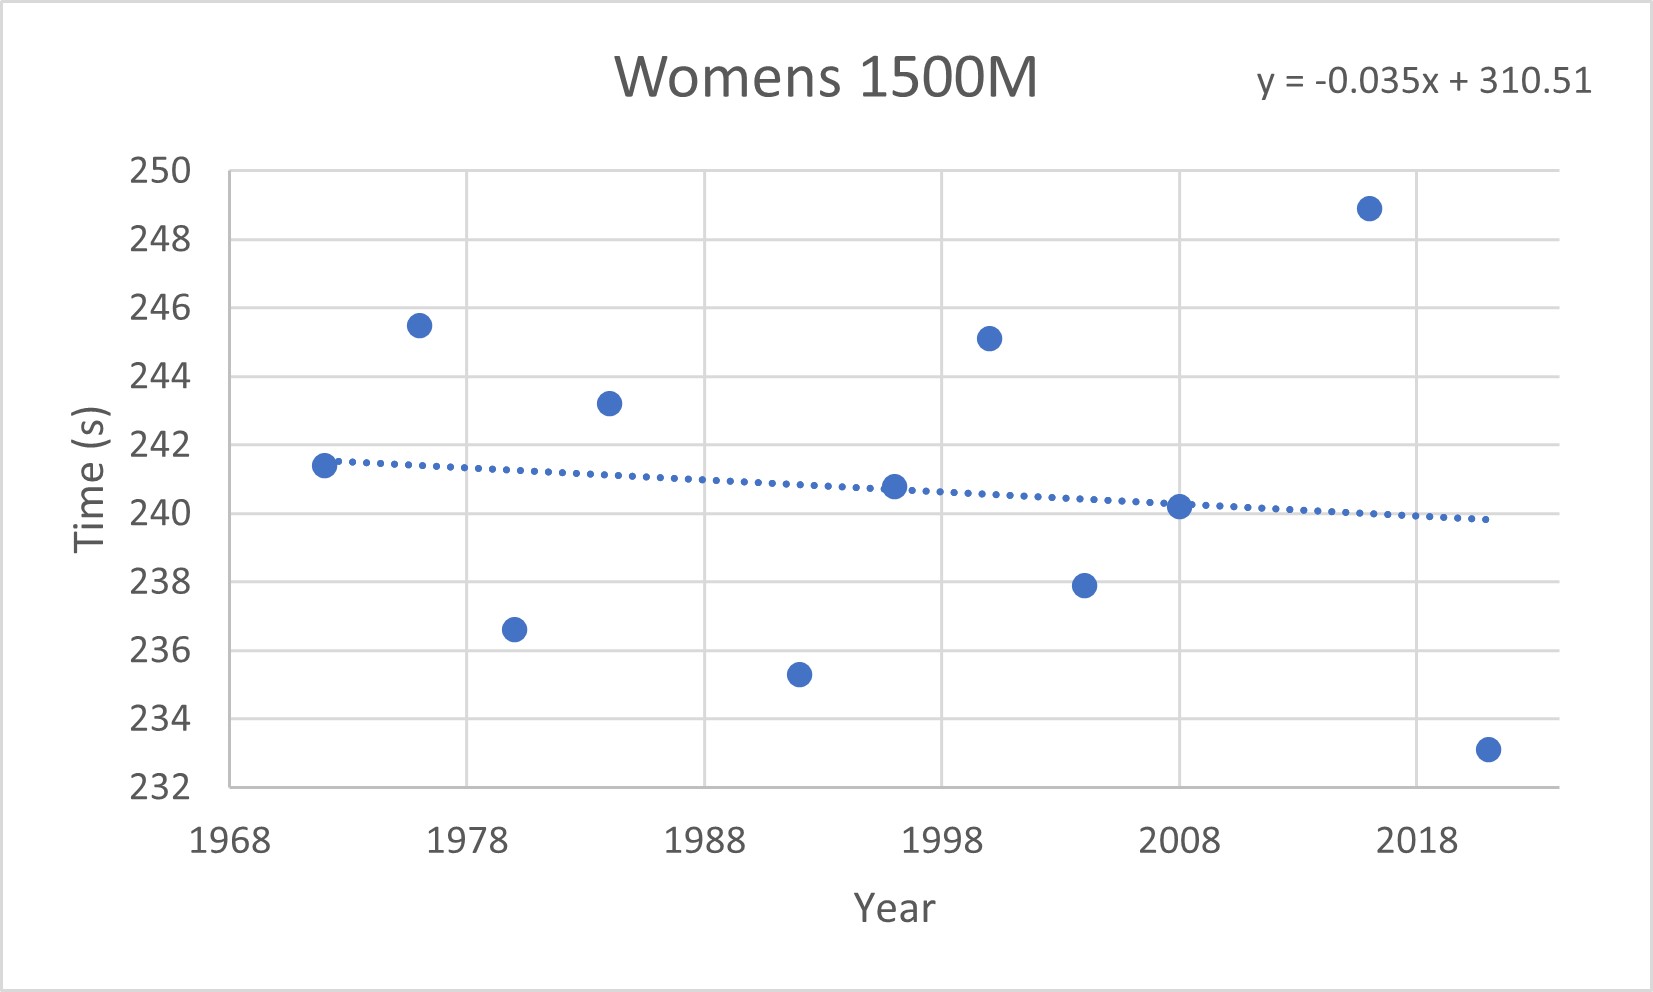 Womens 1500M
y = -0.035x + 310.51
250
248
246
244
242
240
238
236
234
232
Time (s)
1968 1978 1988 1998 2008 2018
Year